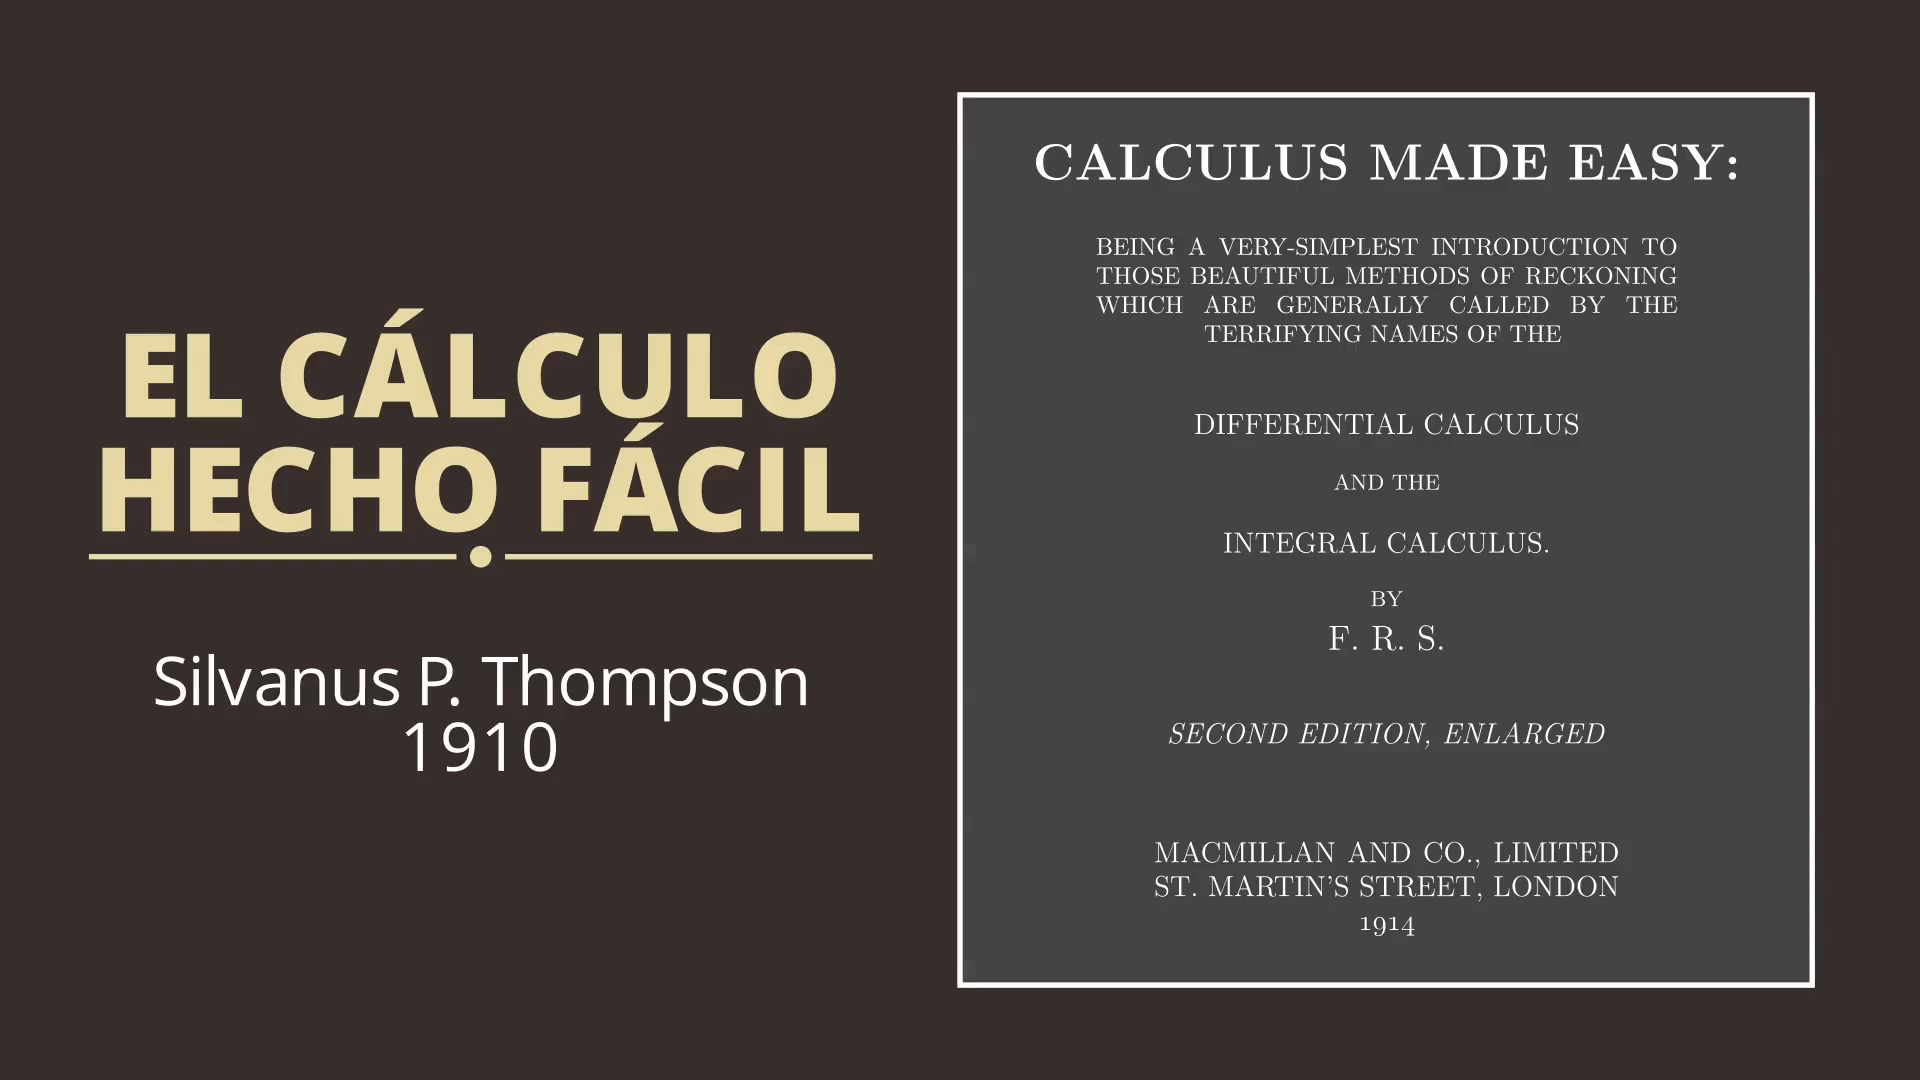 EL CÁLCULO
HECHO FÁCIL
Silvanus P. Thompson
1910
CALCULUS MADE EASY:
BEING A VERY-SIMPLEST INTRODUCTION TO
THOSE BEAUTIFUL METHODS OF RECKONING
WHICH ARE GENERALLY CALLED BY THE
TERRIFYING NAMES OF THE
DIFFERENTIAL CALCULUS
AND THE
INTEGRAL CALCULUS.
BY
F. R. S.
SECOND EDITION, ENLARGED
MACMILLAN AND CO., LIMITED
ST. MARTIN'S STREET, LONDON
1914